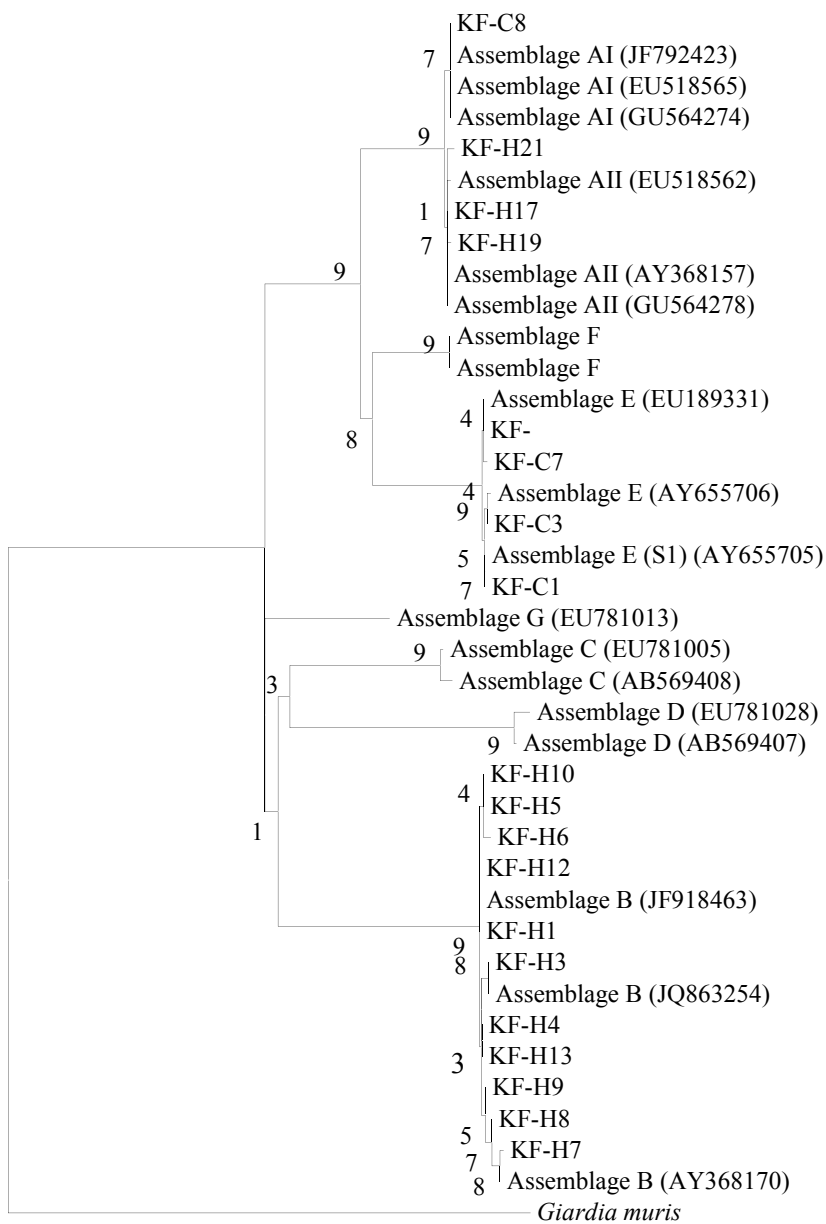 KF-C8
7
Assemblage AI (JF792423)
Assemblage AI (EU518565)
Assemblage AI (GU564274)
9
KF-H21
Assemblage AII (EU518562)
1
KF-H17
7
KF-H19
9
Assemblage AII (AY368157)
Assemblage AII (GU564278)
Assemblage F
9
Assemblage F
Assemblage E (EU189331)
4
KF-
8
KF-C7
4
Assemblage E (AY655706)
9
KF-C3
5
Assemblage E (S1) (AY655705)
7
KF-C1
Assemblage G (EU781013)
9
Assemblage C (EU781005)
3
Assemblage C (AB569408)
Assemblage D (EU781028)
9
Assemblage D (AB569407)
KF-H10
4
KF-H5
1
KF-H6
KF-H12
Assemblage B (JF918463)
KF-H1
9
8
KF-H3
Assemblage B (JQ863254)
KF-H4
3
KF-H13
KF-H9
5
KF-H8
7
KF-H7
8
Assemblage B (AY368170)
Giardia muris